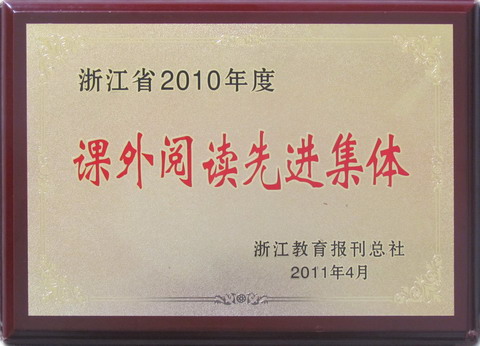 浙江省2010年度
课外阅读先进集体
浙江教育报刊总社
2011年4月